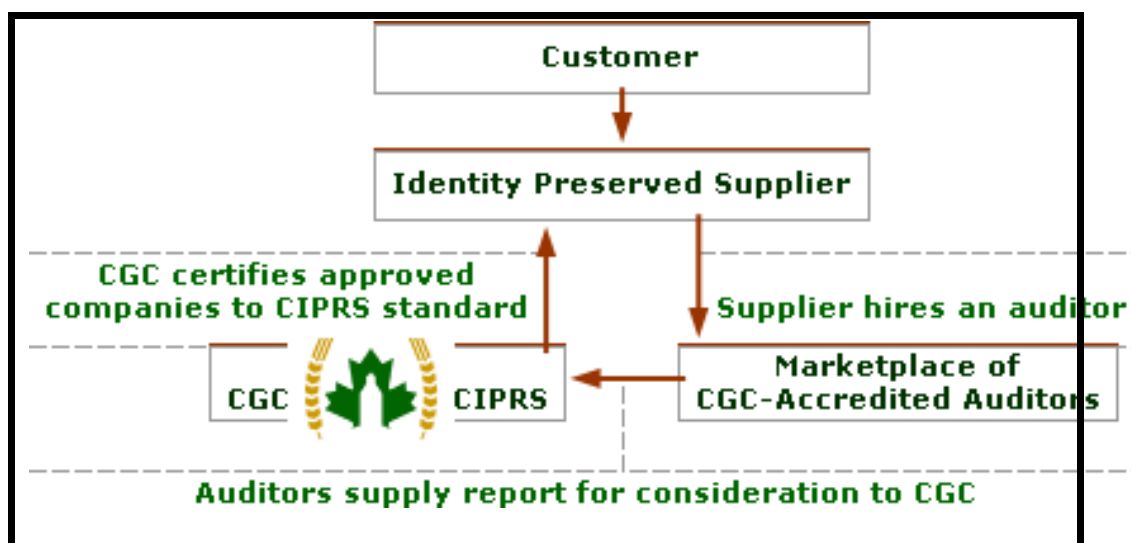 Customer
Identity Preserved Supplier
CGC certifies approved
companies to CIPRS standard
Supplier hires an auditor
CGC CIPRS
Marketplace of
CGC-Accredited Auditors
Auditors supply report for consideration to CGC